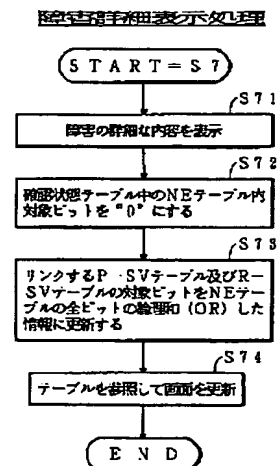 障害詳細表示処理
START=S7
S71
障害の詳細な内容を表示
S72
確認状態テーブル中のNEテーブル内
対象ビットを"0"にする
S73
リンクするP-SVテーブル及びR-
SVテーブルの対象ビットをNEテー
ブルの全ビットの論理和(OR)した
情報に更新する
S74
テーブルを参照して画面を更新
END